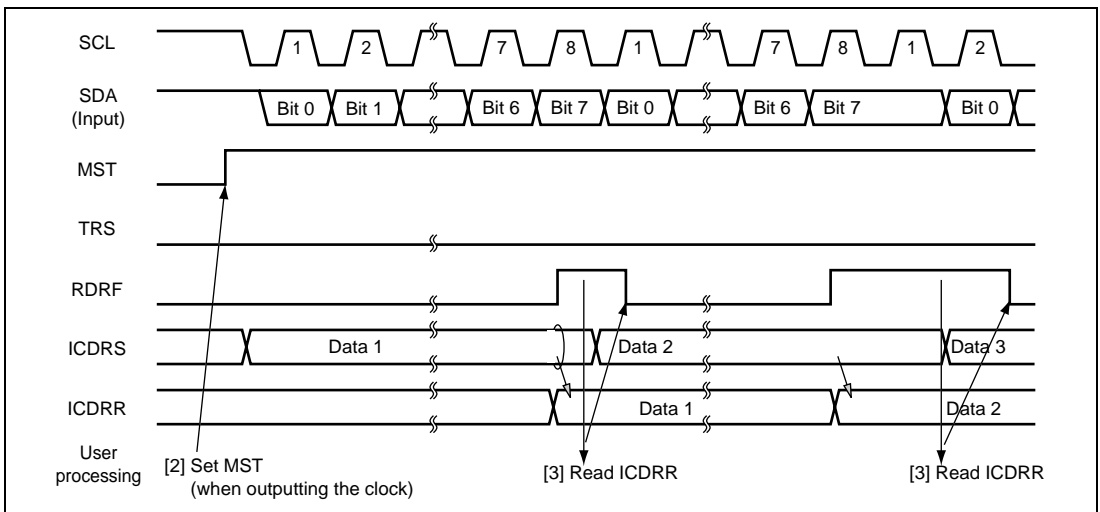 SCL 1 2 7 8 1 7 8 1 2
SDA
(Input)
Bit 0 Bit 1 Bit 6 Bit 7 Bit 0 Bit 6 Bit 7 Bit 0
MST
TRS
RDRF
ICDRS Data 1 Data 2 Data 3
ICDRR Data 1 Data 2
User
processing
[2] Set MST
(when outputting the clock)
[3] Read ICDRR [3] Read ICDRR